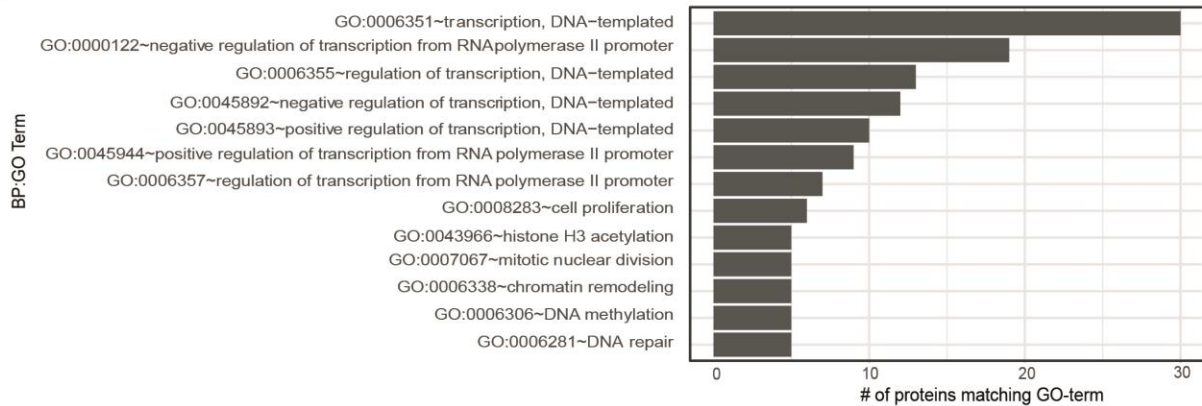 GO:0006351~transcription, DNA−templated
GO:0000122~negative regulation of transcription from RNApolymerase II promoter
GO:0006355~regulation of transcription, DNA−templated
GO:0045892~negative regulation of transcription, DNA−templated
GO:0045893~positive regulation of transcription, DNA−templated
GO:0045944~positive regulation of transcription from RNA polymerase II promoter
GO:0006357~regulation of transcription from RNA polymerase II promoter
GO:0008283~cell proliferation
GO:0043966~histone H3 acetylation
GO:0007067~mitotic nuclear division
GO:0006338~chromatin remodeling
GO:0006306~DNA methylation
GO:0006281~DNA repair
BP:GO Term
0 10 20 30
# of proteins matching GO-term